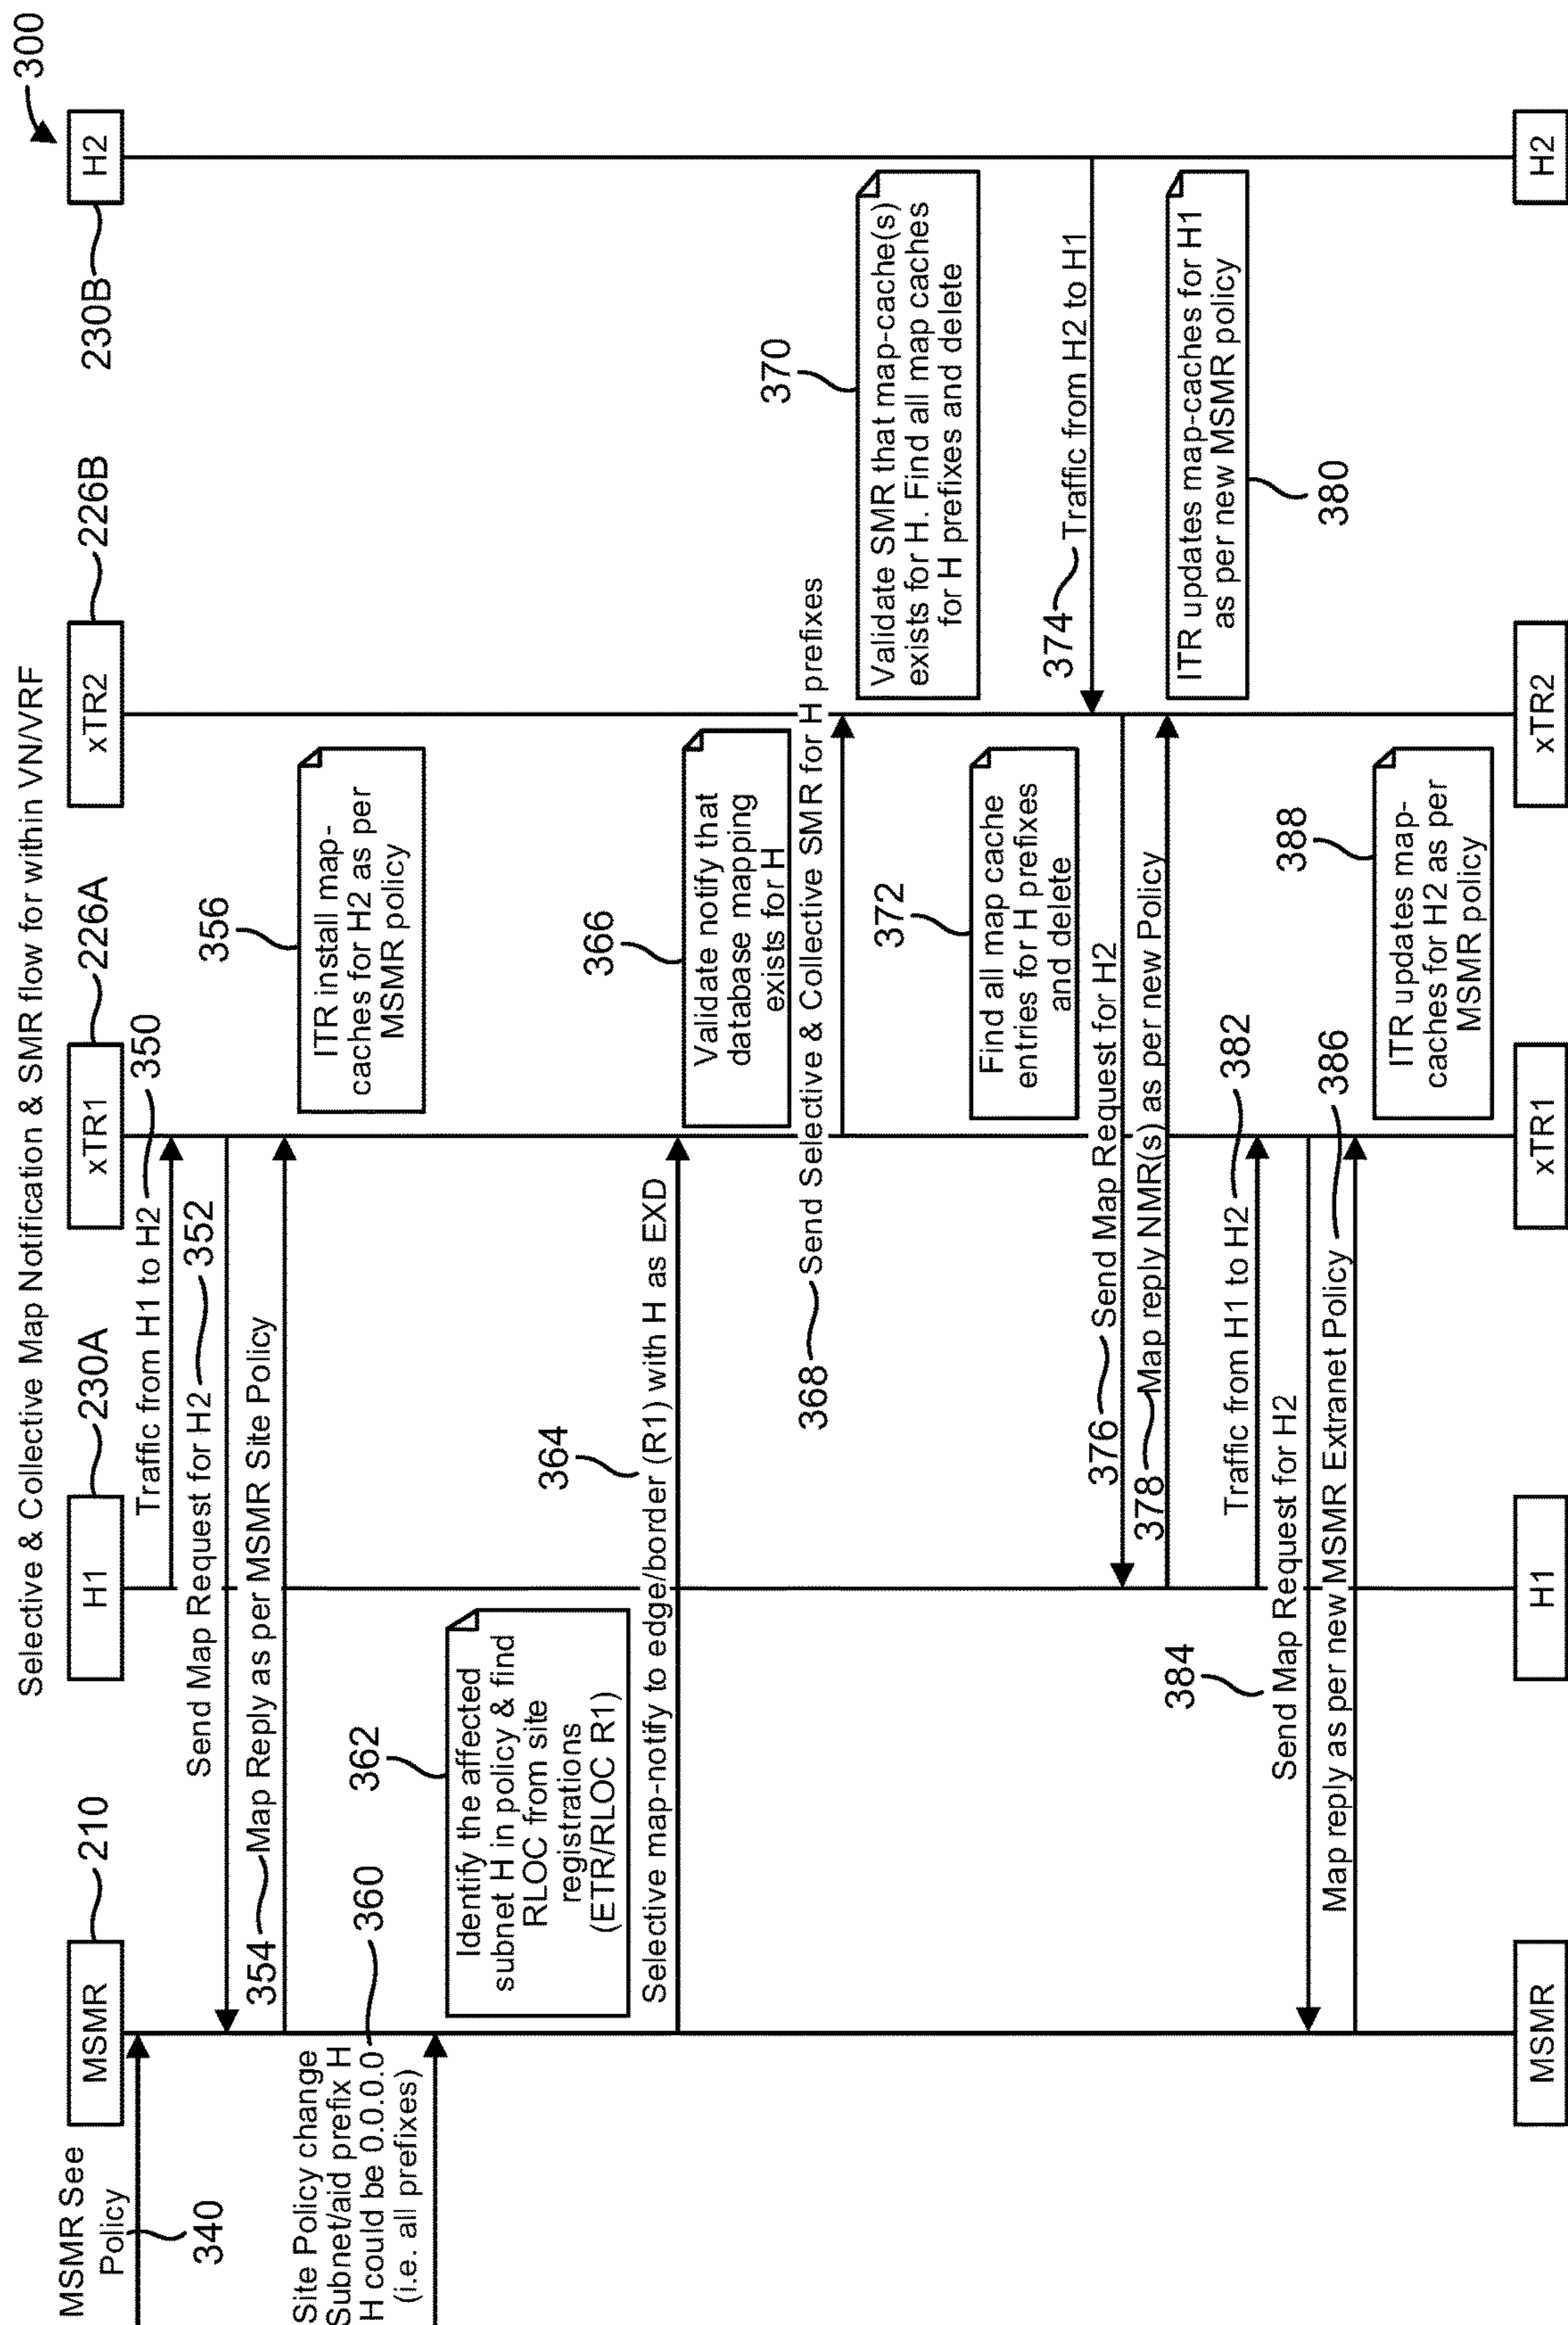 Selective & Collective Map Notification & SMR flow for within VN/VRF
300
MSMR See
Policy
340
MSMR
210
H1
230A
xTR1
226A
xTR2
226B
H2
230B
Traffic from H1 to H2
350
Send Map Request for H2
352
354
Map Reply as per MSMR Site Policy
ITR install map-
caches for H2 as per
MSMR policy
356
Site Policy change
Subnet/aid prefix H
H could be 0.0.0.0
(i.e. all prefixes)
360
362
Identify the affected
subnet H in policy & find
RLOC from site
registrations
(ETR/RLOC R1)
364
Selective map-notify to edge/border (R1) with H as EXD
366
Validate notify that
database mapping
exists for H
368
Send Selective & Collective SMR for H prefixes
370
Validate SMR that map-cache(s)
exists for H. Find all map caches
for H prefixes and delete
372
Find all map cache
entries for H prefixes
and delete
374
Traffic from H2 to H1
376
Send Map Request for H2
378
Map reply NMR(s) as per new Policy
ITR updates map-caches for H1
as per new MSMR policy
380
Traffic from H1 to H2
382
384
Send Map Request for H2
Map reply as per new MSMR Extranet Policy
386
388
ITR updates map-
caches for H2 as per
MSMR policy
MSMR
H1
xTR1
xTR2
H2